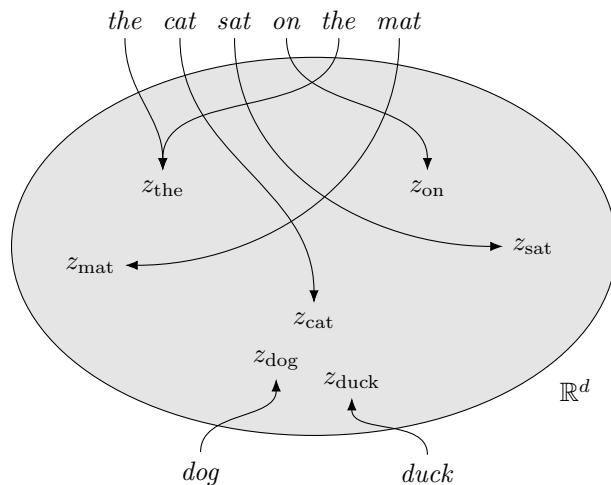 the cat sat on the mat
z_the z_on
z_mat z_sat
z_cat
z_dog z_duck
ℝ^d
dog duck